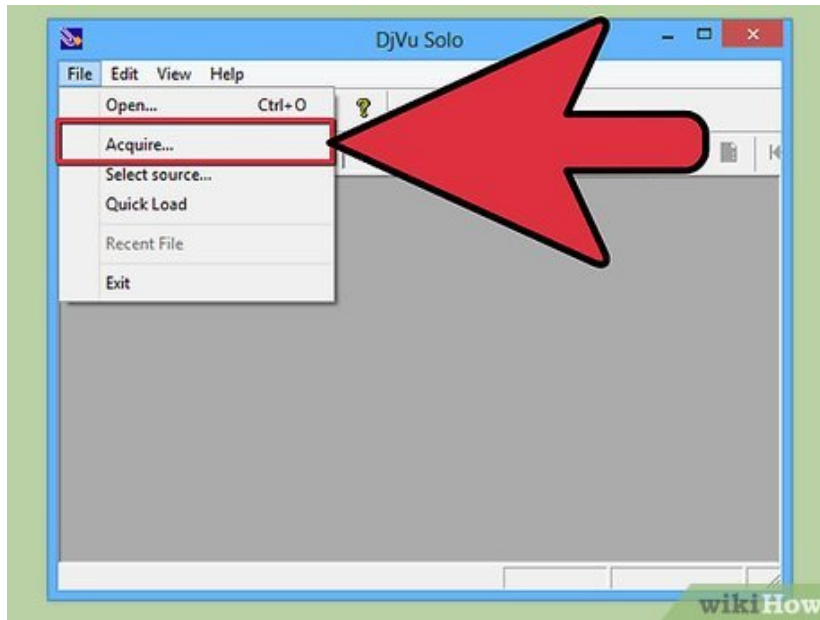 DjVu Solo
File Edit View Help
Open... Ctrl+O
Acquire...
Select source...
Quick Load
Recent File
Exit
wikiHow